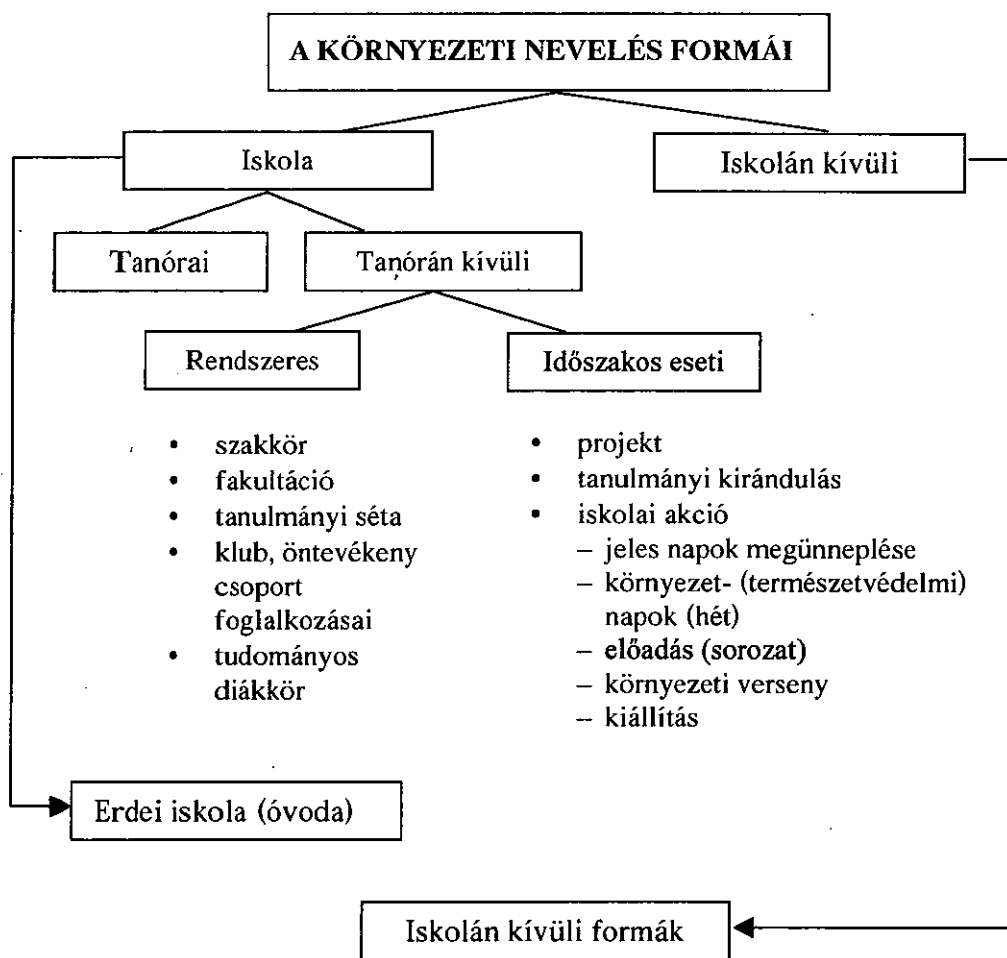 A KÖRNYEZETI NEVELÉS FORMÁI
Iskola
Iskolán kívüli
Tanórai
Tanórán kívüli
Rendszeres
Időszakos eseti
• szakkör
• fakultáció
• tanulmányi séta
• klub, öntevékeny
csoport
foglalkozásai
• tudományos
diákkör
• projekt
• tanulmányi kirándulás
• iskolai akció
– jeles napok megünneplése
– környezet- (természetvédelmi)
napok (hét)
– előadás (sorozat)
– környezeti verseny
– kiállítás
Erdei iskola (óvoda)
Iskolán kívüli formák